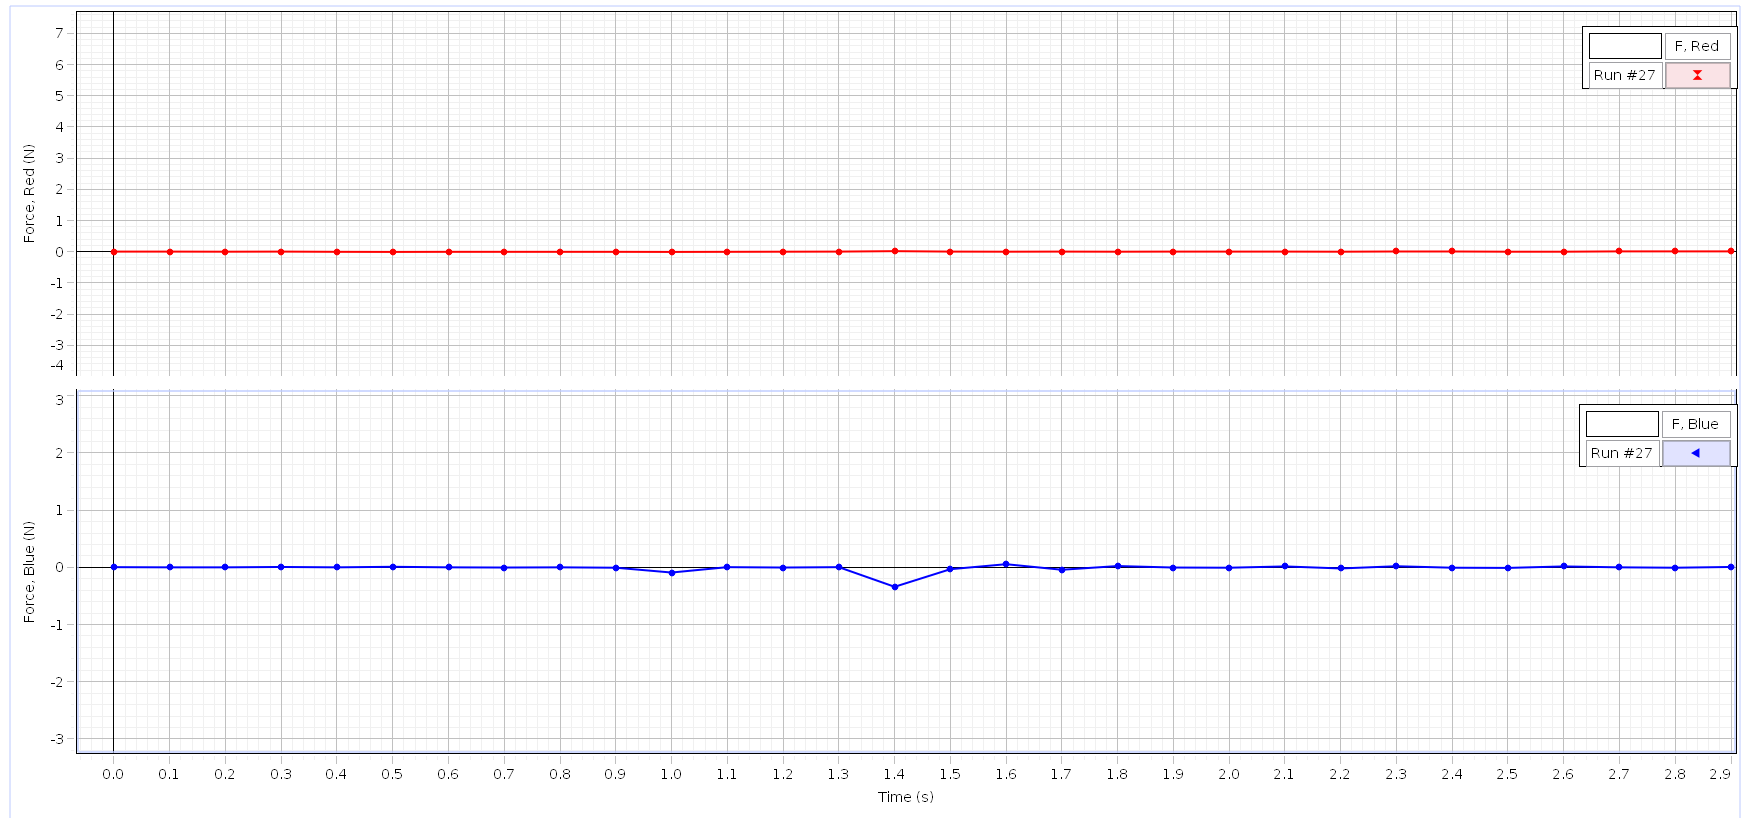 7
6
5
4
3
2
1
0
-1
-2
-3
-4
Force, Red (N)
F, Red
Run #27
3
2
1
0
-1
-2
-3
Force, Blue (N)
F, Blue
Run #27
0.0 0.1 0.2 0.3 0.4 0.5 0.6 0.7 0.8 0.9 1.0 1.1 1.2 1.3 1.4 1.5 1.6 1.7 1.8 1.9 2.0 2.1 2.2 2.3 2.4 2.5 2.6 2.7 2.8 2.9
Time (s)